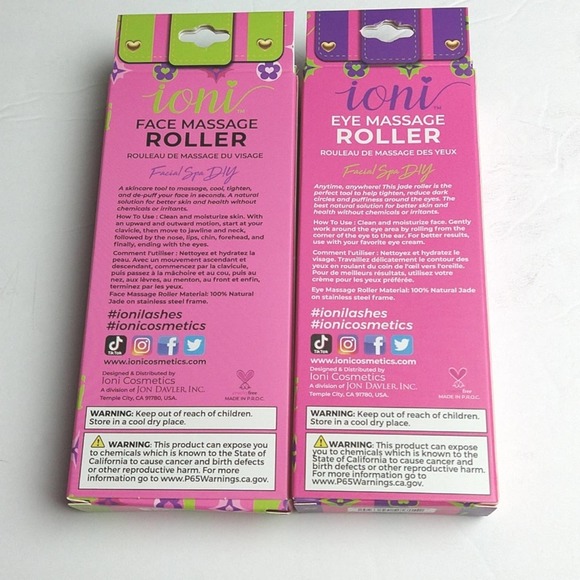 ioni™
FACE MASSAGE
ROLLER
ROULEAU DE MASSAGE DU VISAGE
Facial Spa DIY
A skincare tool to massage, cool, tighten,
and de-puff your face in seconds. A natural
solution for better skin and health without
chemicals or irritants.
How To Use : Clean and moisturize skin. With
an upward and outward motion, start at your
clavicle, then move to jawline and neck,
followed by the nose, lips, chin, forehead, and
finally, ending with the eyes.
Comment l'utiliser : Nettoyez et hydratez la
peau. Avec un mouvement ascendant et
descendant, commencez par la clavicule,
puis passez à la mâchoire et au cou, puis au
nez, aux lèvres, au menton, au front et enfin,
terminez par les yeux.
Face Massage Roller Material: 100% Natural
Jade on stainless steel frame.
#ionilashes
#ionicosmetics
TikTok
www.ionicosmetics.com
Designed & Distributed by
Ioni Cosmetics
A division of JON DAVLER, INC.
Temple City, CA 91780, USA.
MADE IN P.R.O.C.
WARNING: Keep out of reach of children.
Store in a cool dry place.
WARNING: This product can expose you
to chemicals which is known to the State of
California to cause cancer and birth defects
or other reproductive harm. For more
information go to www.P65Warnings.ca.gov.
ioni™
EYE MASSAGE
ROLLER
ROULEAU DE MASSAGE DES YEUX
Facial Spa DIY
Anytime, anywhere! This jade roller is the
perfect tool to help tighten, reduce dark
circles and puffiness around the eyes. The
best natural solution for better skin and
health without chemicals or irritants.
How To Use : Clean and moisturize face. Gently
work around the eye area by rolling from the
corner of the eye to the ear. For better results,
use with your favorite eye cream.
Comment l'utiliser : Nettoyez et hydratez le
visage. Travaillez délicatement le contour des
yeux en roulant du coin de l'œil vers l'oreille.
Pour de meilleurs résultats, utilisez votre
crème pour les yeux préférée.
Eye Massage Roller Material: 100% Natural Jade
on stainless steel frame.
#ionilashes
#ionicosmetics
TikTok
www.ionicosmetics.com
Designed & Distributed by
Ioni Cosmetics
A division of JON DAVLER, INC.
Temple City, CA 91780, USA.
MADE IN P.R.O.C.
WARNING: Keep out of reach of children.
Store in a cool dry place.
WARNING: This product can expose
you to chemicals which is known to the
State of California to cause cancer and
birth defects or other reproductive harm.
For more information go to
www.P65Warnings.ca.gov.